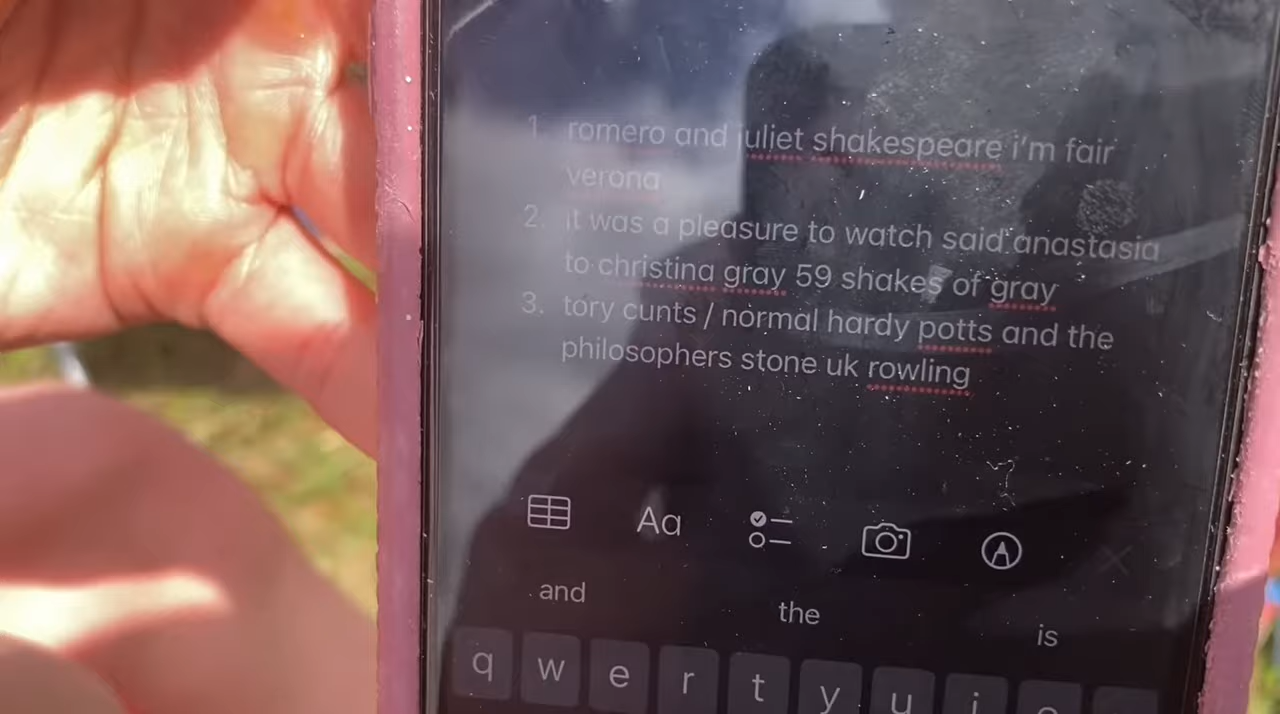 1. romero and juliet shakespeare i'm fair
verona
2. it was a pleasure to watch said anastasia
to christina gray 59 shakes of gray
3. tory cunts / normal hardy potts and the
philosophers stone uk rowling
Aa
and the is
q w e r t y u i o